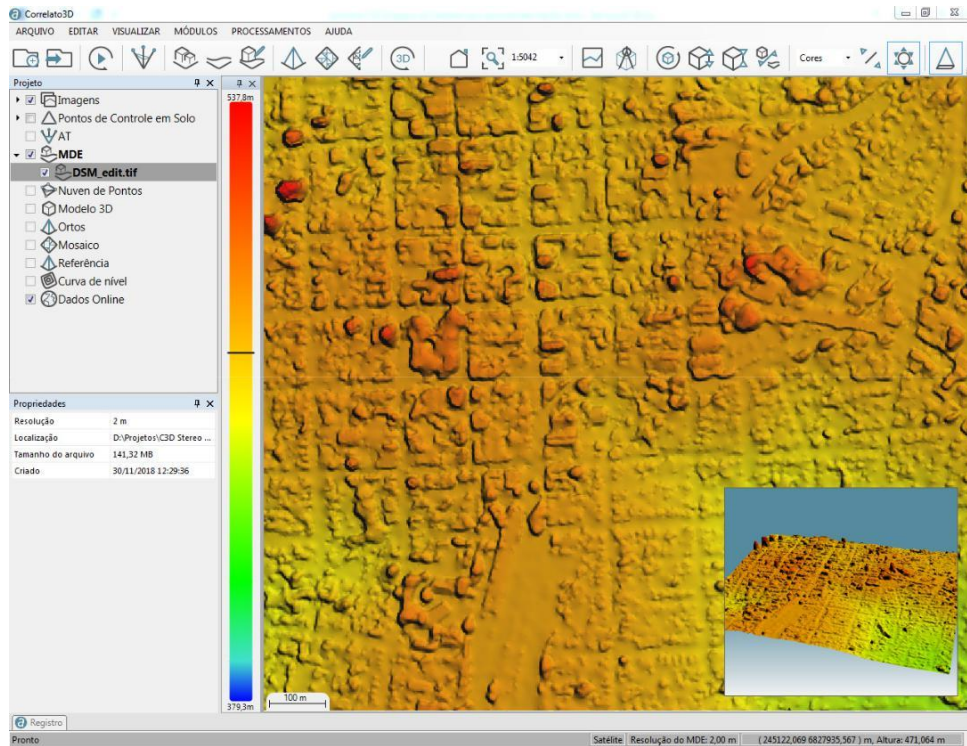 Correlato3D
ARQUIVO EDITAR VISUALIZAR MÓDULOS PROCESSAMENTOS AJUDA
3D 1:5042 Cores
Projeto
537,8m
Imagens
Pontos de Controle em Solo
AT
MDE
DSM_edit.tif
Nuven de Pontos
Modelo 3D
Ortos
Mosaico
Referência
Curva de nível
Dados Online
Propriedades
Resolução 2 m
Localização D:\Projetos\C3D Stereo ...
Tamanho do arquivo 141,32 MB
Criado 30/11/2018 12:29:36
379,3m
100 m
Registro
Pronto
Satélite Resolução do MDE: 2,00 m ( 245122,069 6827935,567 ) m, Altura: 471,064 m